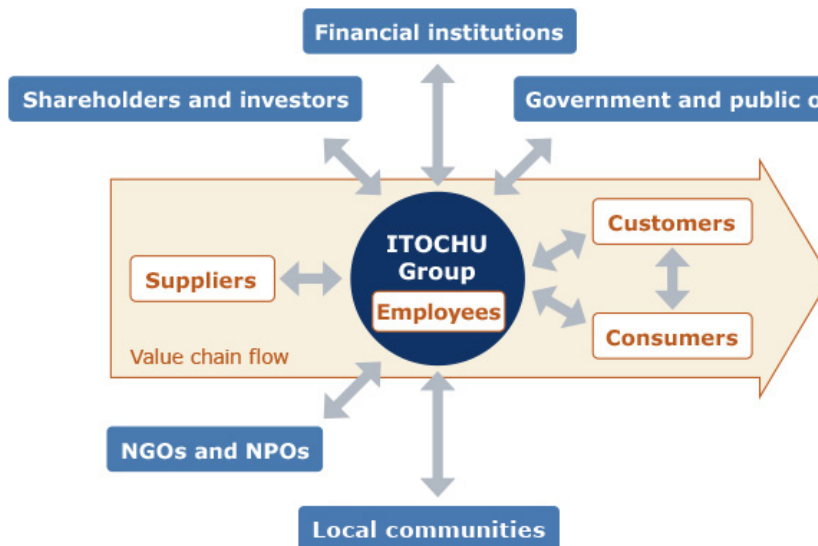 Financial institutions
Shareholders and investors
Government and public
ITOCHU
Group
Employees
Suppliers
Customers
Consumers
Value chain flow
NGOs and NPOs
Local communities